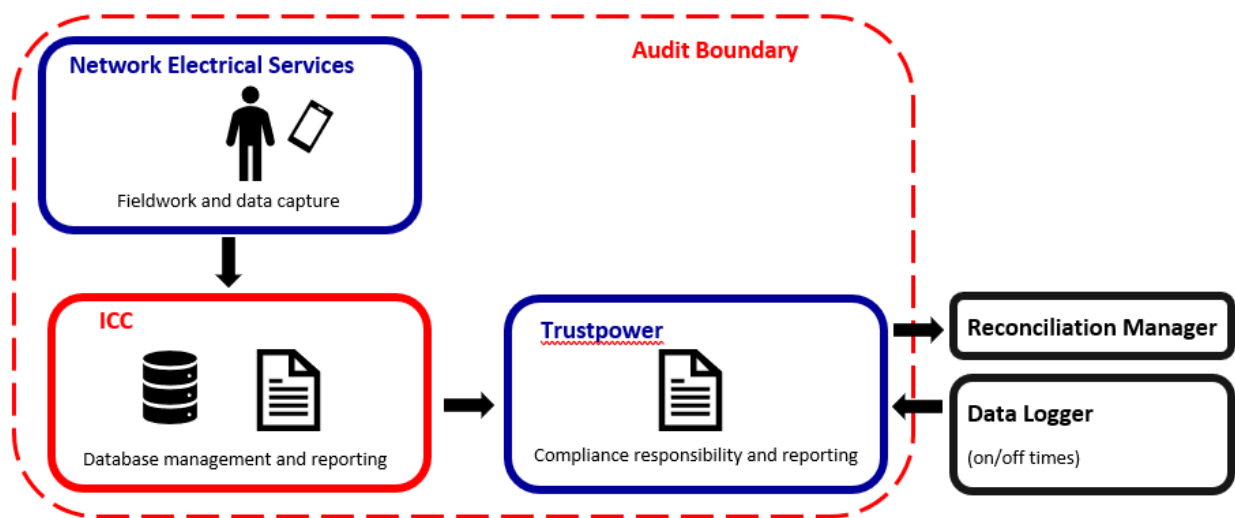 Audit Boundary
Network Electrical Services
Fieldwork and data capture
ICC
Database management and reporting
Trustpower
Compliance responsibility and reporting
Reconciliation Manager
Data Logger
(on/off times)